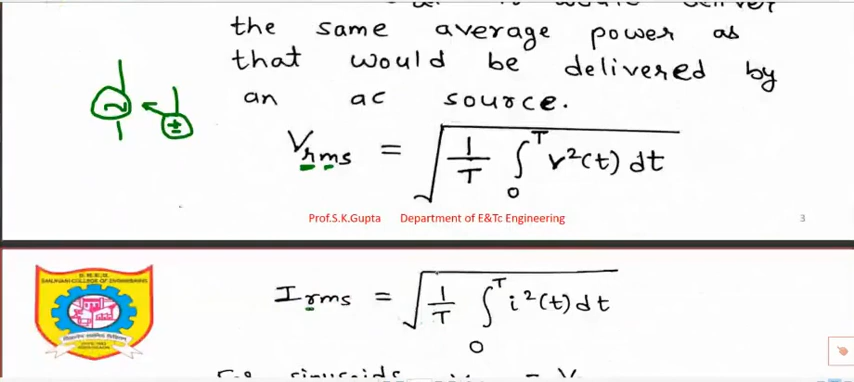 the same average power as
that would be delivered by
an ac source.
Vrms = √(1/T ∫₀ᵀ v²(t) dt)
Prof.S.K.Gupta Department of E&Tc Engineering 3
Irms = √(1/T ∫₀ᵀ i²(t) dt)